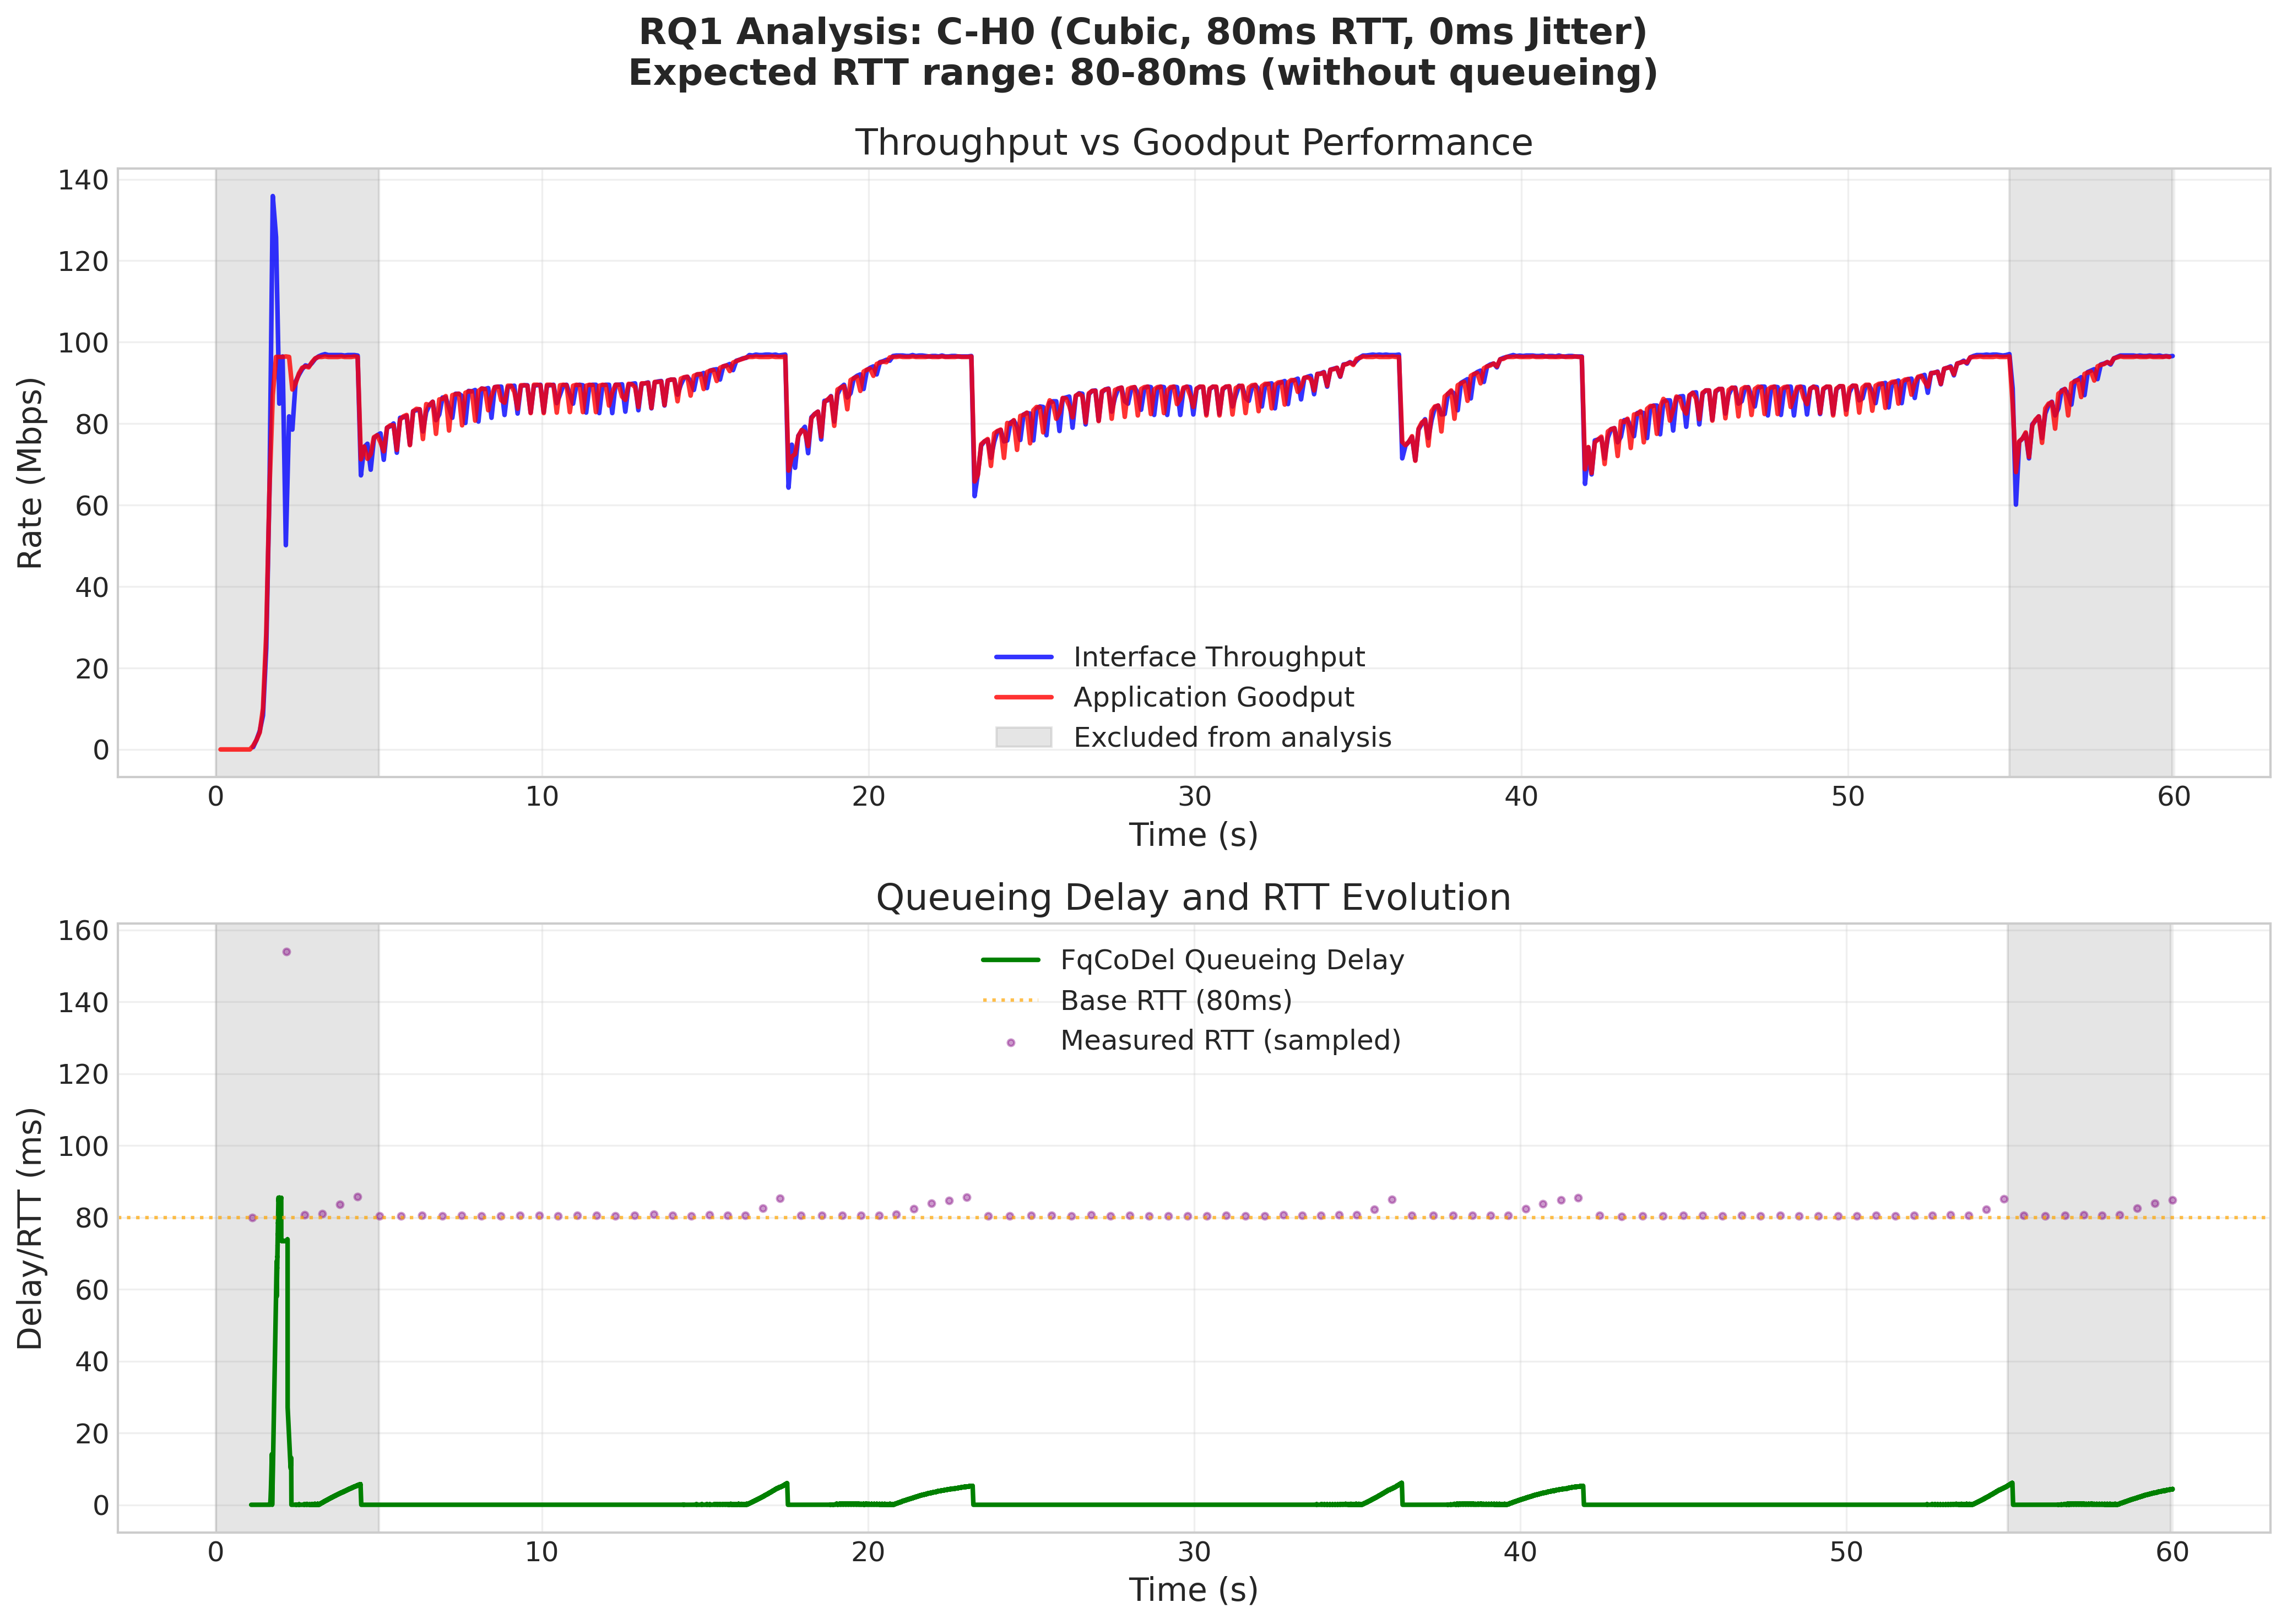 RQ1 Analysis: C-H0 (Cubic, 80ms RTT, 0ms Jitter)
Expected RTT range: 80-80ms (without queueing)
Throughput vs Goodput Performance
Rate (Mbps)
140
120
100
80
60
40
20
0
Interface Throughput
Application Goodput
Excluded from analysis
0 10 20 30 40 50 60
Time (s)
Queueing Delay and RTT Evolution
Delay/RTT (ms)
160
140
120
100
80
60
40
20
0
FqCoDel Queueing Delay
Base RTT (80ms)
Measured RTT (sampled)
0 10 20 30 40 50 60
Time (s)